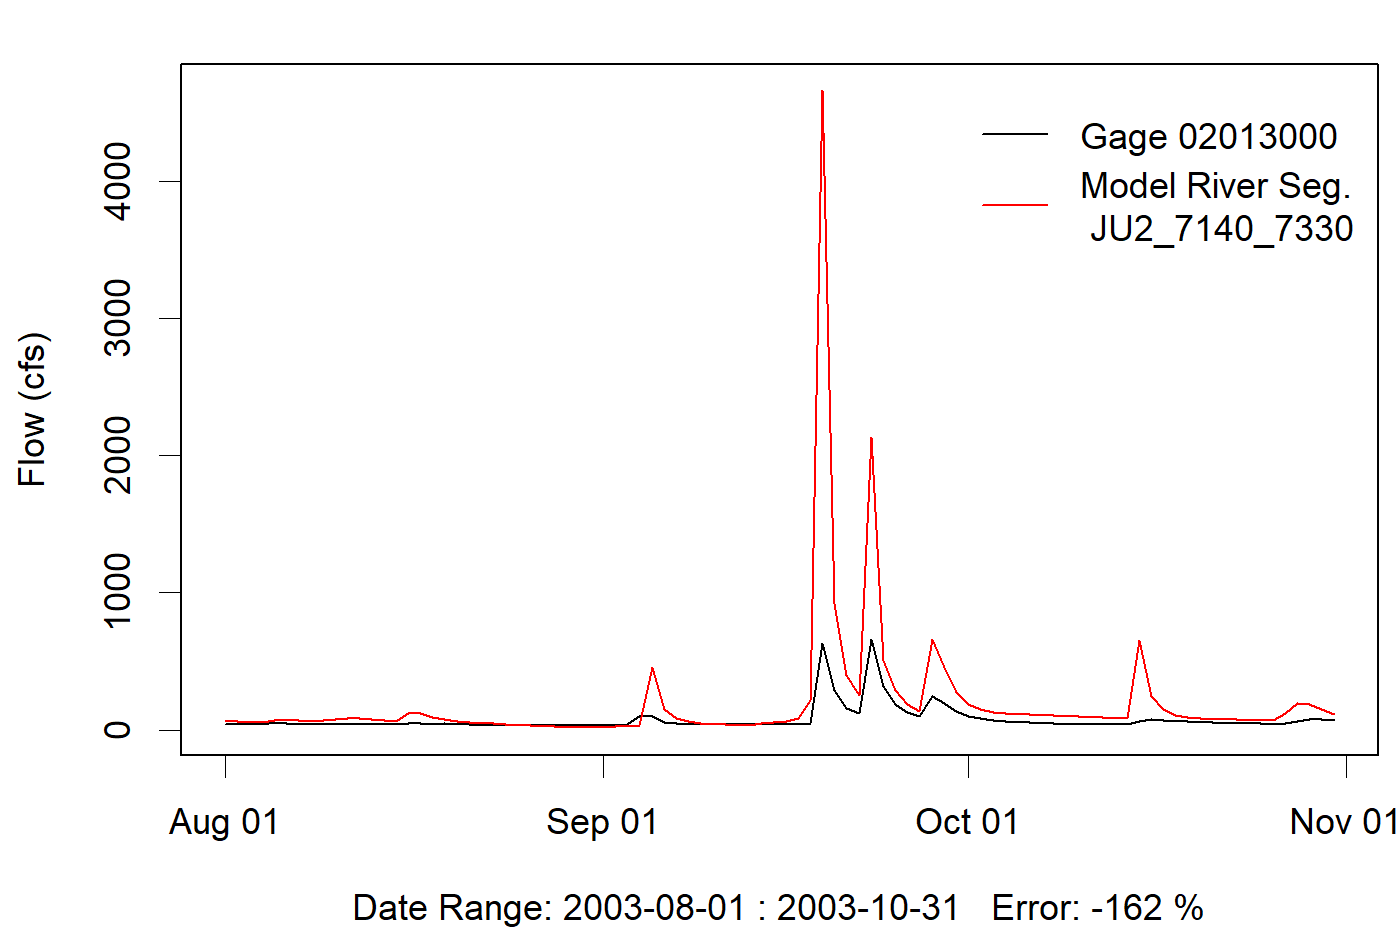 Flow (cfs)
4000
3000
2000
1000
0
Gage 02013000
Model River Seg.
JU2_7140_7330
Aug 01
Sep 01
Oct 01
Nov 01
Date Range: 2003-08-01 : 2003-10-31 Error: -162 %